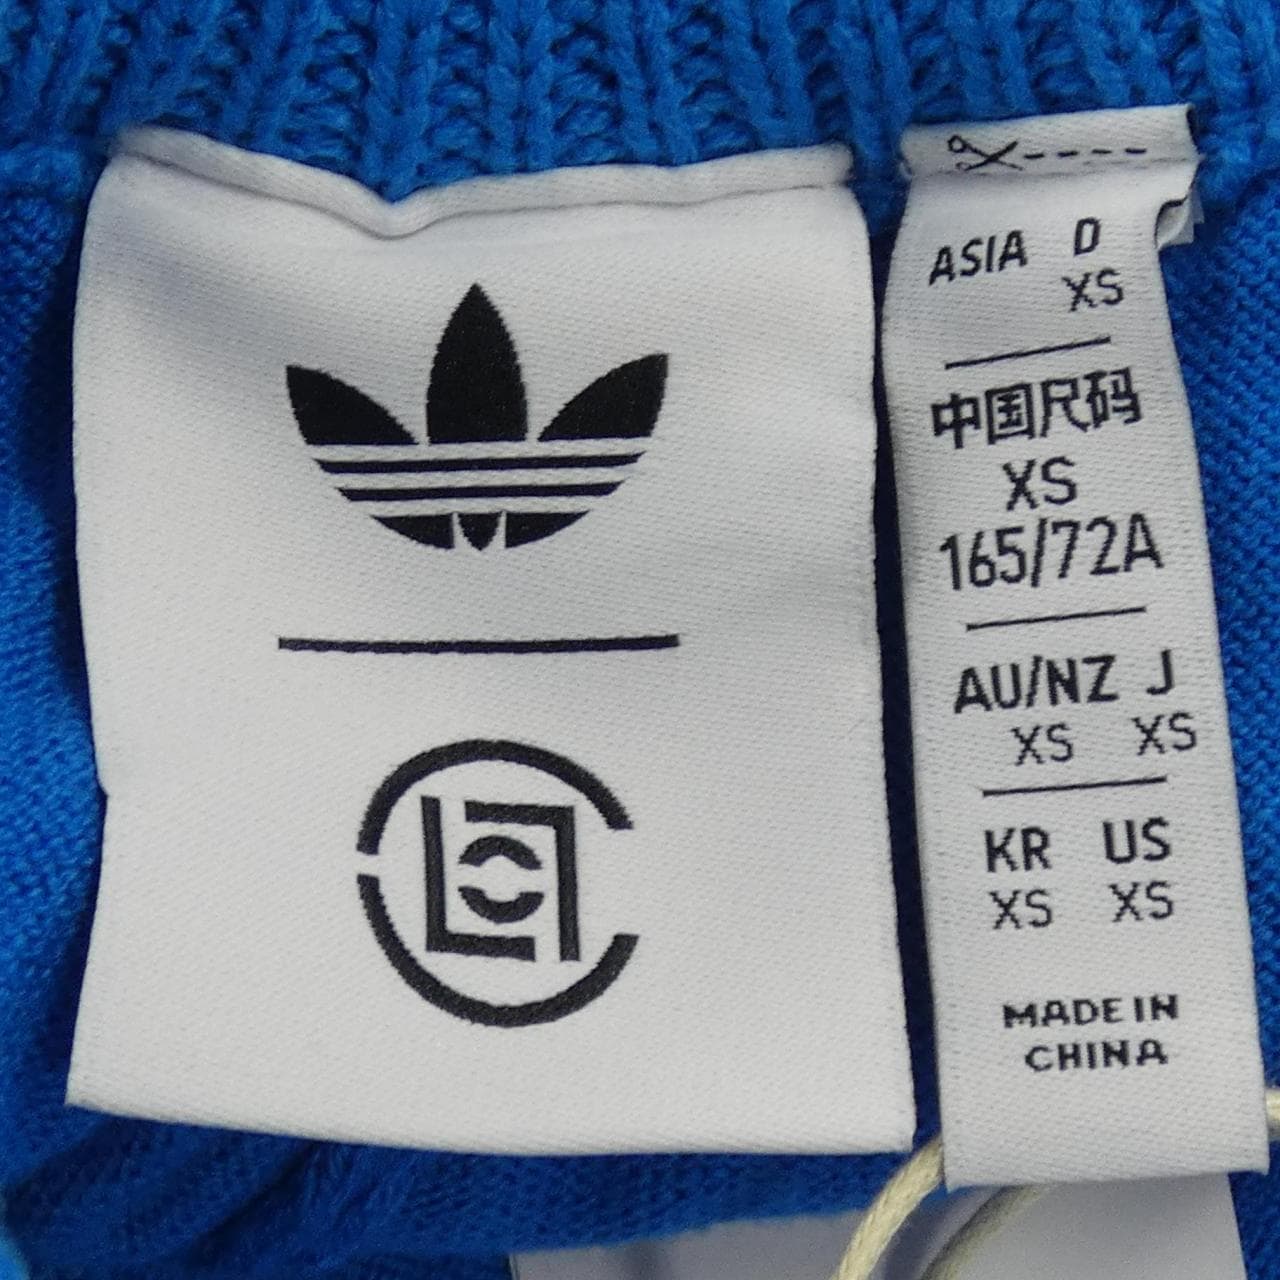 ASIA D
XS
中国尺码
XS
165/72A
AU/NZ J
XS XS
KR US
XS XS
MADE IN
CHINA